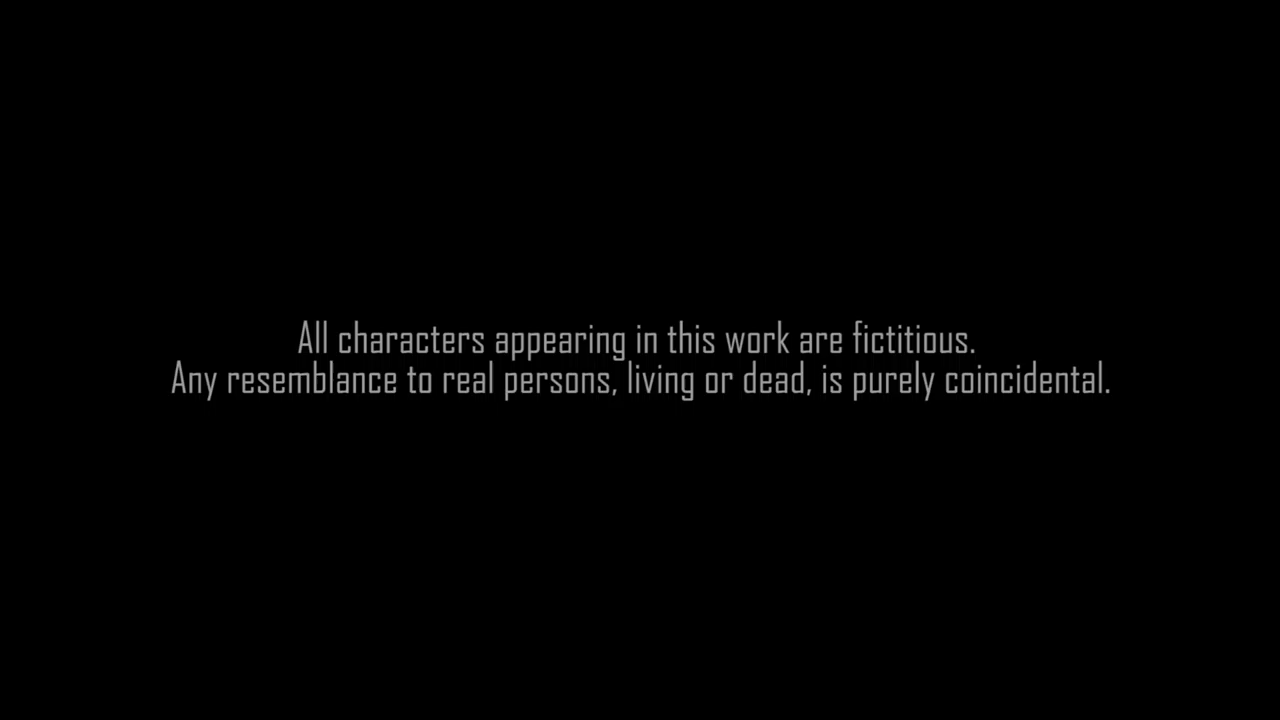 All characters appearing in this work are fictitious.
Any resemblance to real persons, living or dead, is purely coincidental.